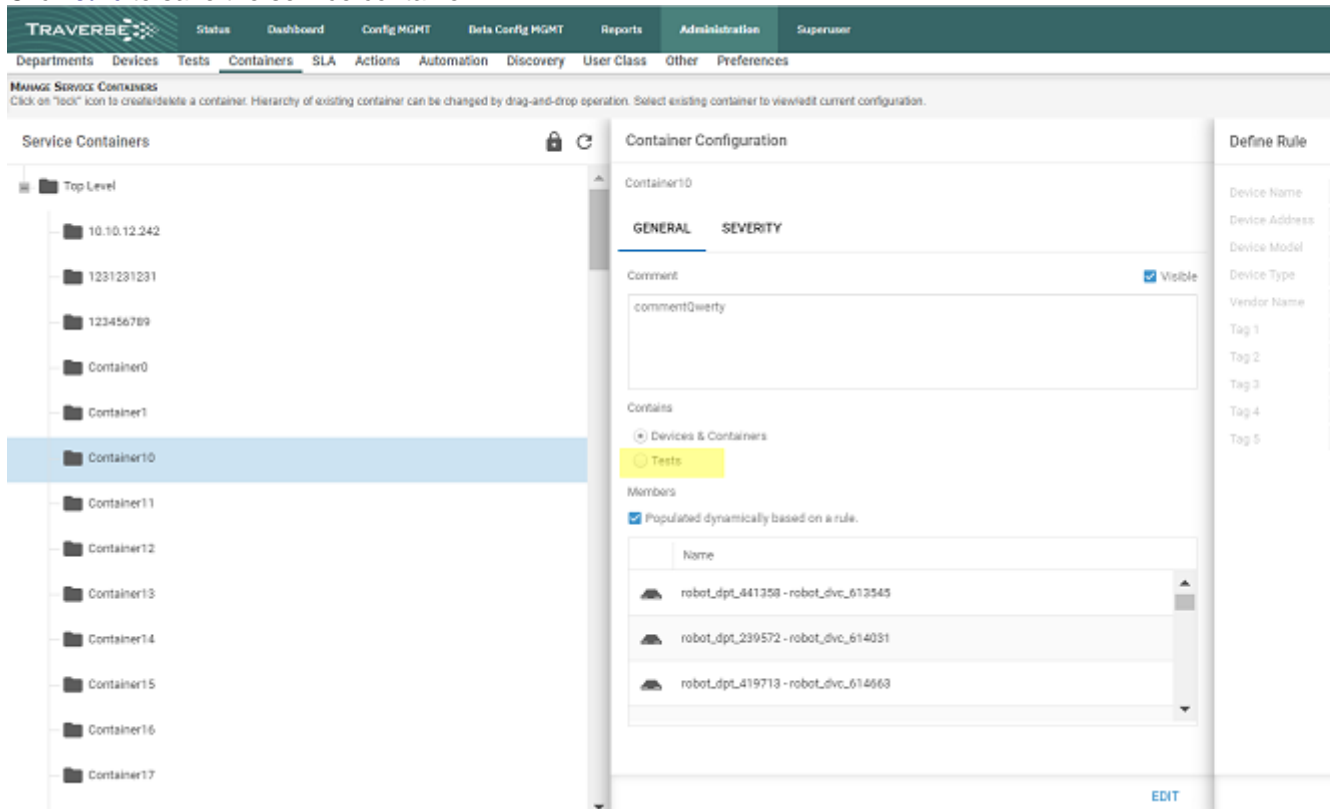 TRAVERSE
Status Dashboard Config MGMT Beta Config MGMT Reports Administration Superuser
Departments Devices Tests Containers SLA Actions Automation Discovery User Class Other Preferences
MANAGE SERVICE CONTAINERS
Click on "lock" icon to create/delete a container. Hierarchy of existing container can be changed by drag-and-drop operation. Select existing container to view/edit current configuration.
Service Containers
Top Level
10.10.12.242
1231231231
123456789
Container0
Container1
Container10
Container11
Container12
Container13
Container14
Container15
Container16
Container17
Container Configuration
Container10
GENERAL SEVERITY
Comment Visible
commentQwerty
Contains
Devices & Containers
Tests
Members
Populated dynamically based on a rule.
Name
robot_dpt_441358 - robot_dvc_613545
robot_dpt_239572 - robot_dvc_614031
robot_dpt_419713 - robot_dvc_614663
EDIT
Define Rule
Device Name
Device Address
Device Model
Device Type
Vendor Name
Tag 1
Tag 2
Tag 3
Tag 4
Tag 5